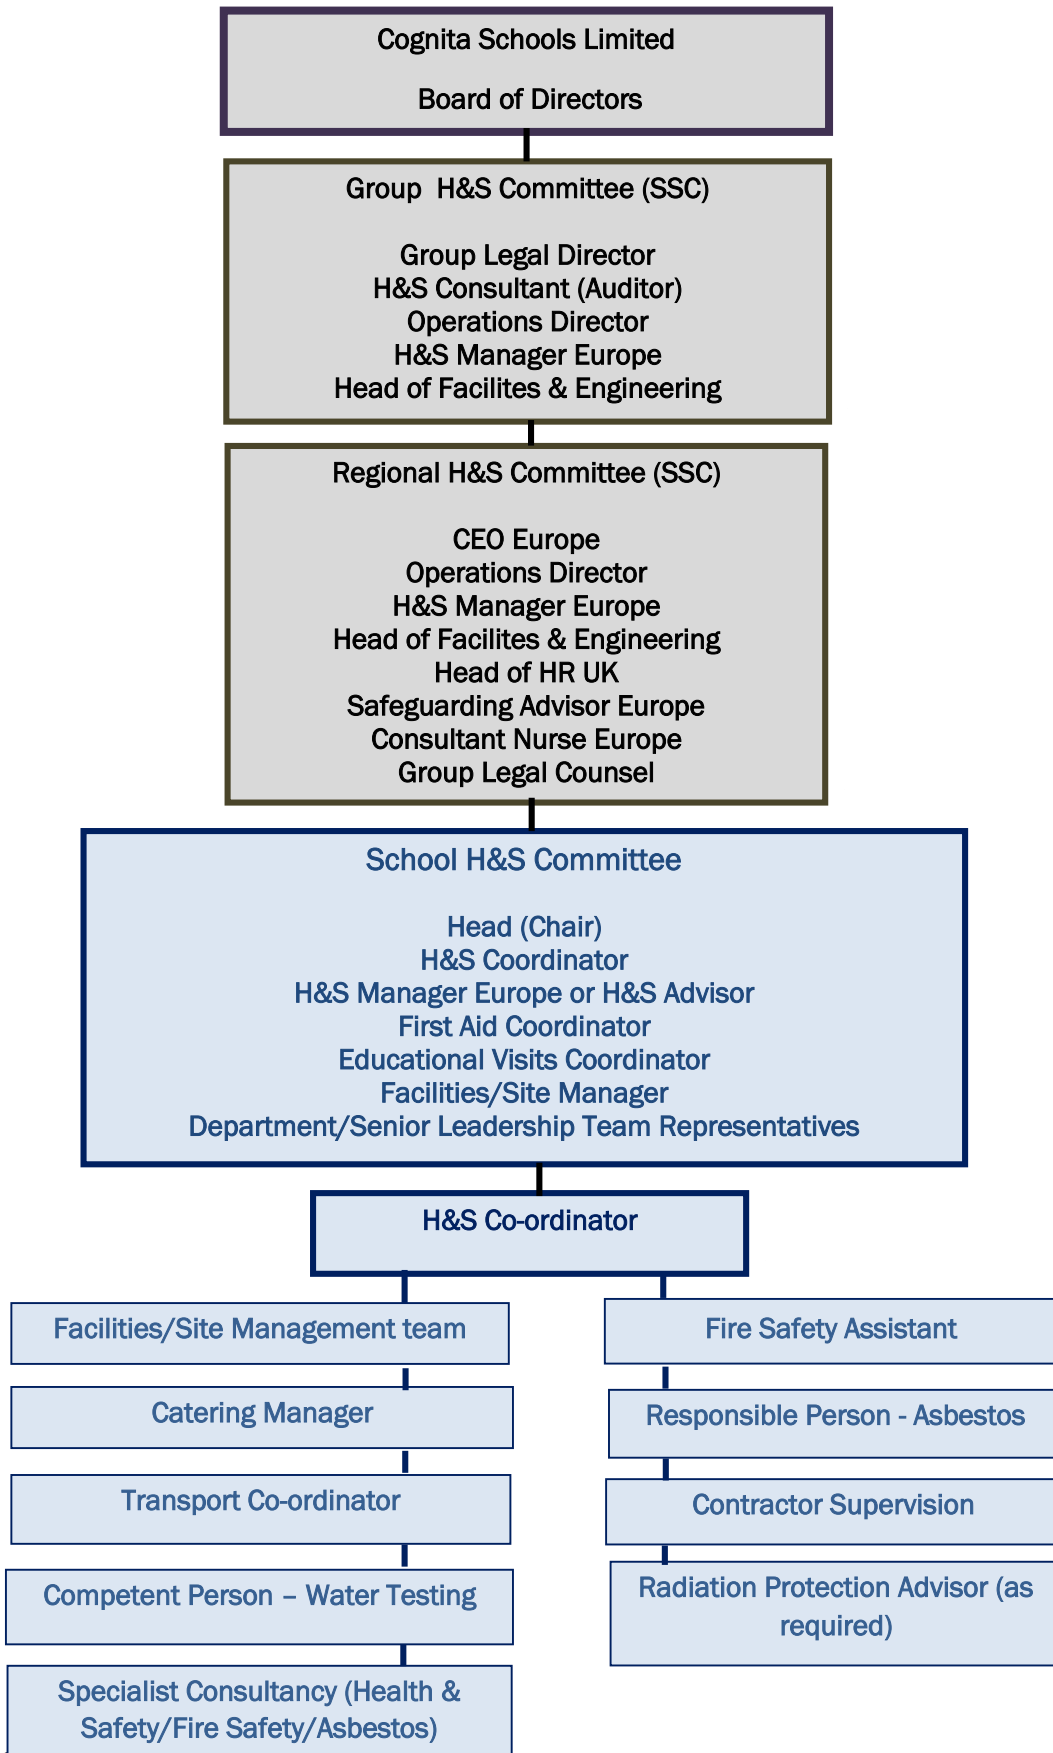 Cognita Schools Limited
Board of Directors
Group H&S Committee (SSC)
Group Legal Director
H&S Consultant (Auditor)
Operations Director
H&S Manager Europe
Head of Facilites & Engineering
Regional H&S Committee (SSC)
CEO Europe
Operations Director
H&S Manager Europe
Head of Facilites & Engineering
Head of HR UK
Safeguarding Advisor Europe
Consultant Nurse Europe
Group Legal Counsel
School H&S Committee
Head (Chair)
H&S Coordinator
H&S Manager Europe or H&S Advisor
First Aid Coordinator
Educational Visits Coordinator
Facilities/Site Manager
Department/Senior Leadership Team Representatives
H&S Co-ordinator
Facilities/Site Management team
Catering Manager
Transport Co-ordinator
Competent Person – Water Testing
Specialist Consultancy (Health &
Safety/Fire Safety/Asbestos)
Fire Safety Assistant
Responsible Person - Asbestos
Contractor Supervision
Radiation Protection Advisor (as
required)